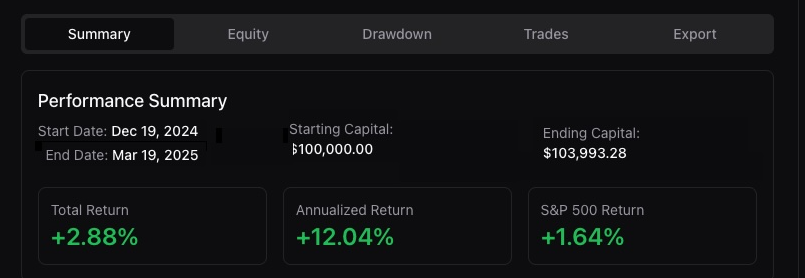 Summary Equity Drawdown Trades Export
Performance Summary
Start Date: Dec 19, 2024
End Date: Mar 19, 2025
Starting Capital:
$100,000.00
Ending Capital:
$103,993.28
Total Return
+2.88%
Annualized Return
+12.04%
S&P 500 Return
+1.64%